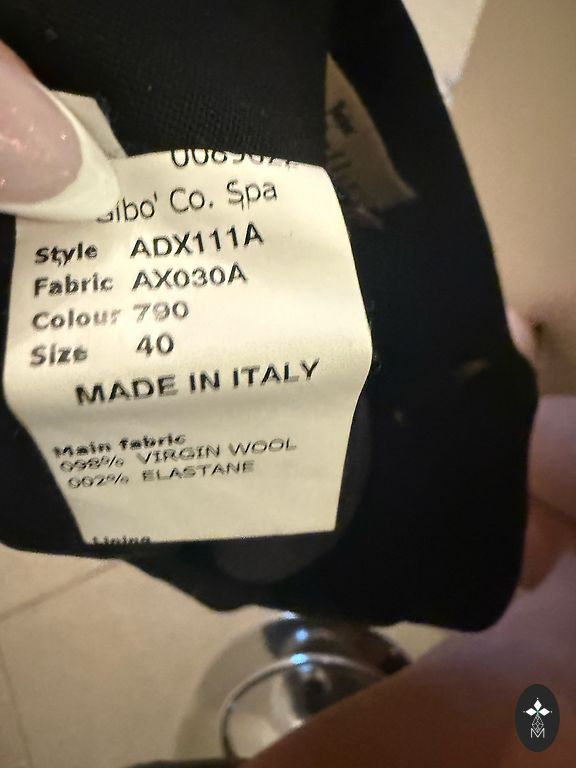 Gibo' Co. Spa
Style ADX111A
Fabric AX030A
Colour 790
Size 40
MADE IN ITALY
Main fabric
098% VIRGIN WOOL
002% ELASTANE
Lining
M